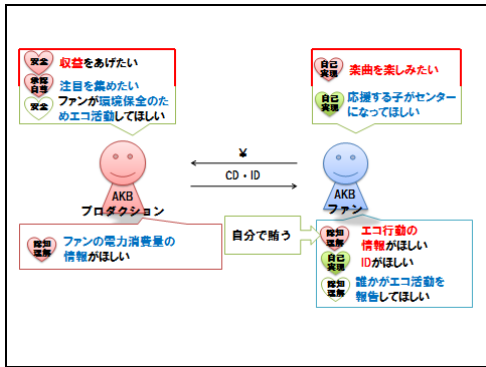 安全
収益をあげたい
承認
自尊
注目を集めたい
安全
ファンが環境保全のた
めエコ活動してほしい
自己
実現
楽曲を楽しみたい
自己
実現
応援する子がセンター
になってほしい
¥
CD・ID
AKB
プロダクション
AKB
ファン
自分で賄う
認知
理解
ファンの電力消費量の
情報がほしい
認知
理解
エコ行動の
情報がほしい
自己
実現
IDがほしい
認知
理解
誰かがエコ活動を
報告してほしい